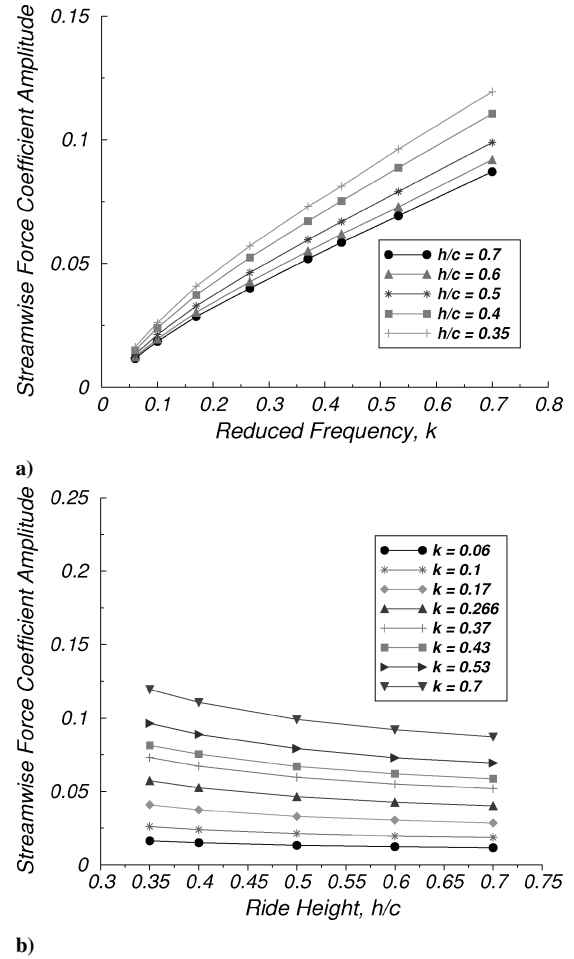 Streamwise Force Coefficient Amplitude
0.15
0.1
0.05
0
0 0.1 0.2 0.3 0.4 0.5 0.6 0.7 0.8
Reduced Frequency, k
h/c = 0.7
h/c = 0.6
h/c = 0.5
h/c = 0.4
h/c = 0.35
a)
Streamwise Force Coefficient Amplitude
0.25
0.2
0.15
0.1
0.05
0
0.3 0.35 0.4 0.45 0.5 0.55 0.6 0.65 0.7 0.75
Ride Height, h/c
k = 0.06
k = 0.1
k = 0.17
k = 0.266
k = 0.37
k = 0.43
k = 0.53
k = 0.7
b)